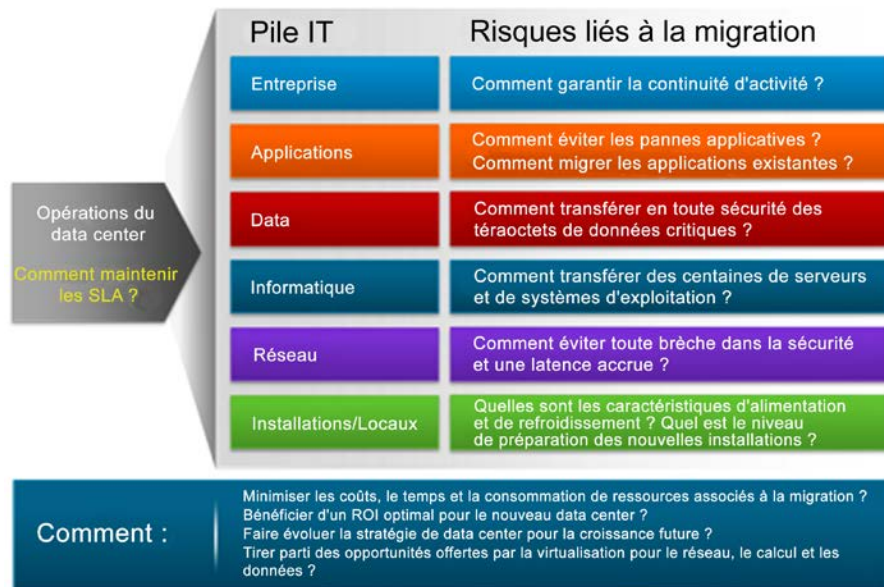 Pile IT
Risques liés à la migration
Opérations du
data center
Comment maintenir
les SLA ?
Entreprise
Comment garantir la continuité d'activité ?
Applications
Comment éviter les pannes applicatives ?
Comment migrer les applications existantes ?
Data
Comment transférer en toute sécurité des
téraoctets de données critiques ?
Informatique
Comment transférer des centaines de serveurs
et de systèmes d'exploitation ?
Réseau
Comment éviter toute brèche dans la sécurité
et une latence accrue ?
Installations/Locaux
Quelles sont les caractéristiques d'alimentation
et de refroidissement ? Quel est le niveau
de préparation des nouvelles installations ?
Comment :
Minimiser les coûts, le temps et la consommation de ressources associés à la migration ?
Bénéficier d'un ROI optimal pour le nouveau data center ?
Faire évoluer la stratégie de data center pour la croissance future ?
Tirer parti des opportunités offertes par la virtualisation pour le réseau, le calcul et les
données ?